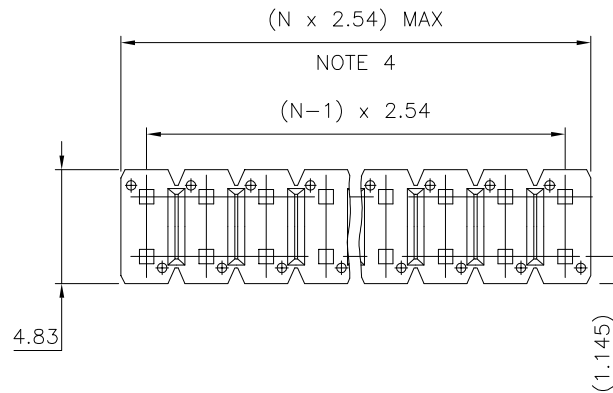 (N x 2.54) MAX
NOTE 4
(N-1) x 2.54
4.83
(1.145)